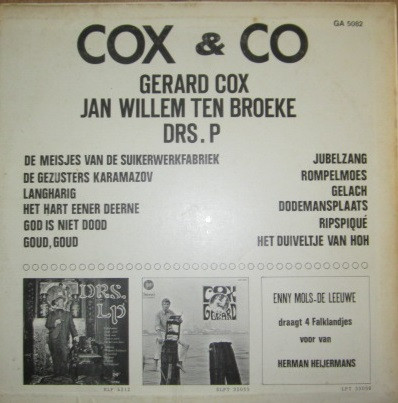 GA 5082
COX & CO
GERARD COX
JAN WILLEM TEN BROEKE
DRS. P
DE MEISJES VAN DE SUIKERWERKFABRIEK
DE GEZUSTERS KARAMAZOV
LANGHARIG
HET HART EENER DEERNE
GOD IS NIET DOOD
GOUD, GOUD
JUBELZANG
ROMPELMOES
GELACH
DODEMANSPLAATS
RIPSPIQUÉ
HET DUIVELTJE VAN HOH
DRS.
LP
COX
GERARD
ENNY MOLS-DE LEEUWE
draagt 4 Falklandjes
voor van
HERMAN HEIJERMANS